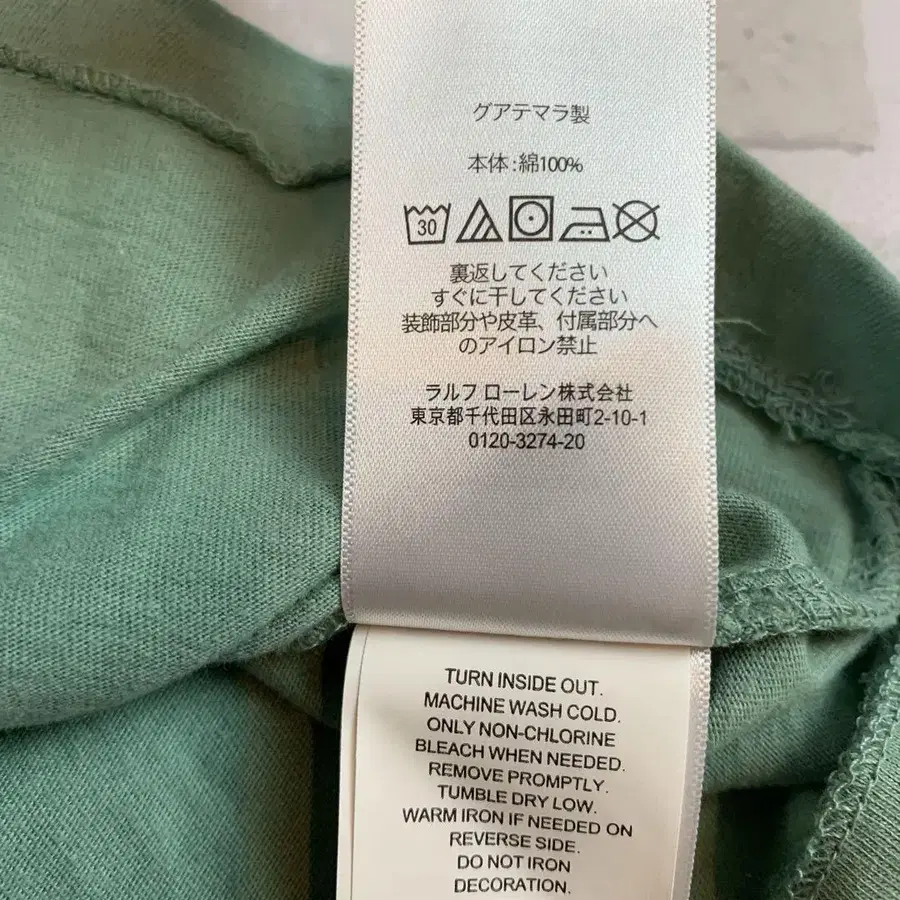 グアテマラ製
本体:綿100%
30
裏返してください
すぐに干してください
装飾部分や皮革、付属部分へ
のアイロン禁止
ラルフ ローレン株式会社
東京都千代田区永田町2-10-1
0120-3274-20
TURN INSIDE OUT.
MACHINE WASH COLD.
ONLY NON-CHLORINE
BLEACH WHEN NEEDED.
REMOVE PROMPTLY.
TUMBLE DRY LOW.
WARM IRON IF NEEDED ON
REVERSE SIDE.
DO NOT IRON
DECORATION.